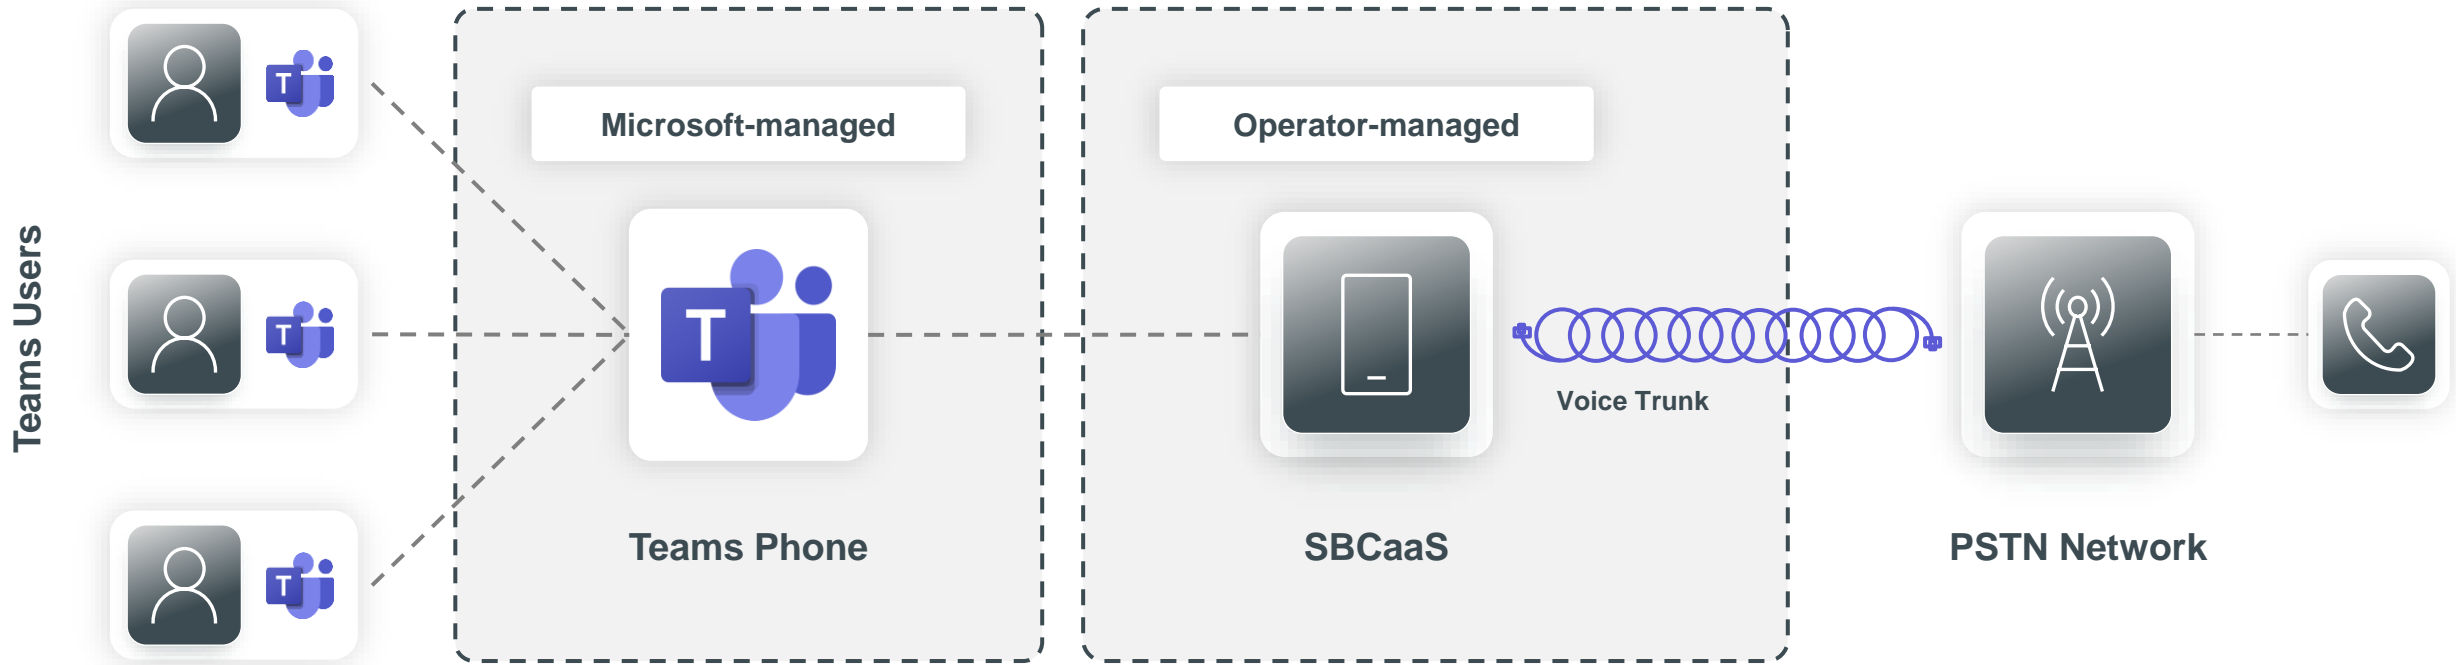 Teams Users
T
T
T
Microsoft-managed
T
Teams Phone
Operator-managed
SBCaaS
Voice Trunk
PSTN Network